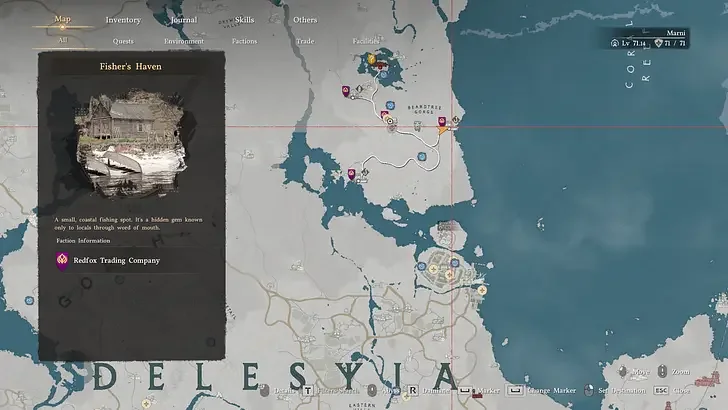 Map
Inventory
Journal
Skills
Others
All
Quests
Environment
Factions
Trade
Facilities
Marni
Lv 71.14
71 / 71
Fisher's Haven
A small, coastal fishing spot. It's a hidden gem known
only to locals through word of mouth.
Faction Information
Redfox Trading Company
BEARDTREE
GORGE
DELESYIA
EASTERN
T
R
Marker
Change Marker
Set Destination
ESC Close
Move
Zoom